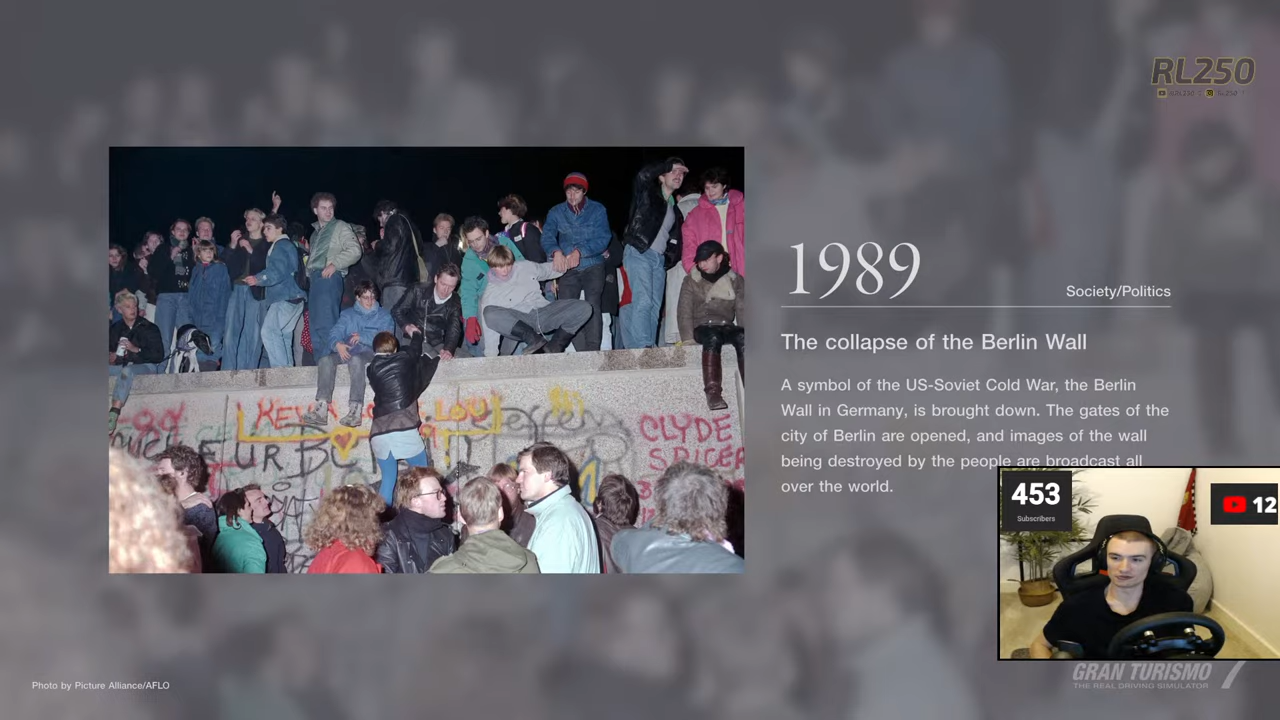 RL250
1989
Society/Politics
The collapse of the Berlin Wall
A symbol of the US-Soviet Cold War, the Berlin
Wall in Germany, is brought down. The gates of the
city of Berlin are opened, and images of the wall
being destroyed by the people are broadcast all
over the world.
CLYDE
453
Subscribers
12
GRAN TURISMO 7
THE REAL DRIVING SIMULATOR
Photo by Picture Alliance/AFLO